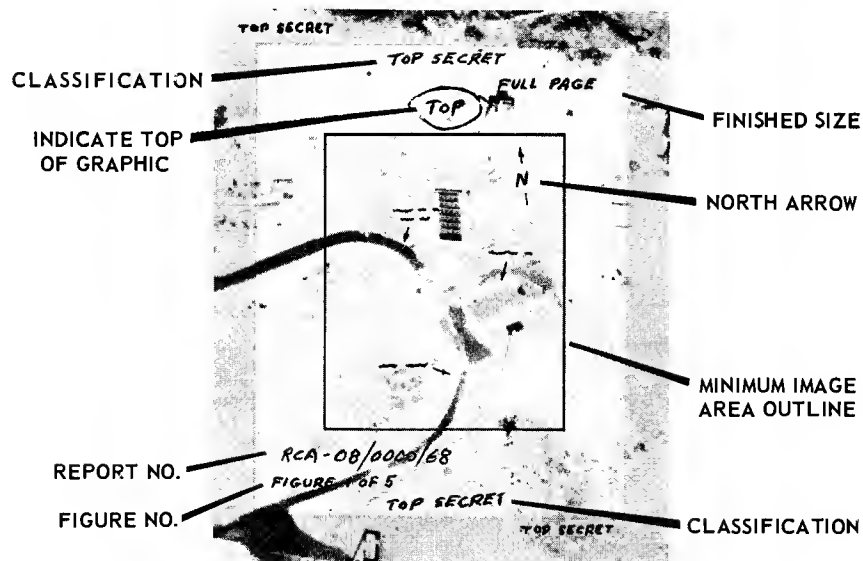 TOP SECRET
TOP SECRET
CLASSIFICATION
FULL PAGE
TOP
FINISHED SIZE
INDICATE TOP
OF GRAPHIC
N
NORTH ARROW
MINIMUM IMAGE
AREA OUTLINE
RCA-08/0000/68
REPORT NO.
FIGURE 1 OF 5
TOP SECRET
FIGURE NO.
CLASSIFICATION
TOP SECRET